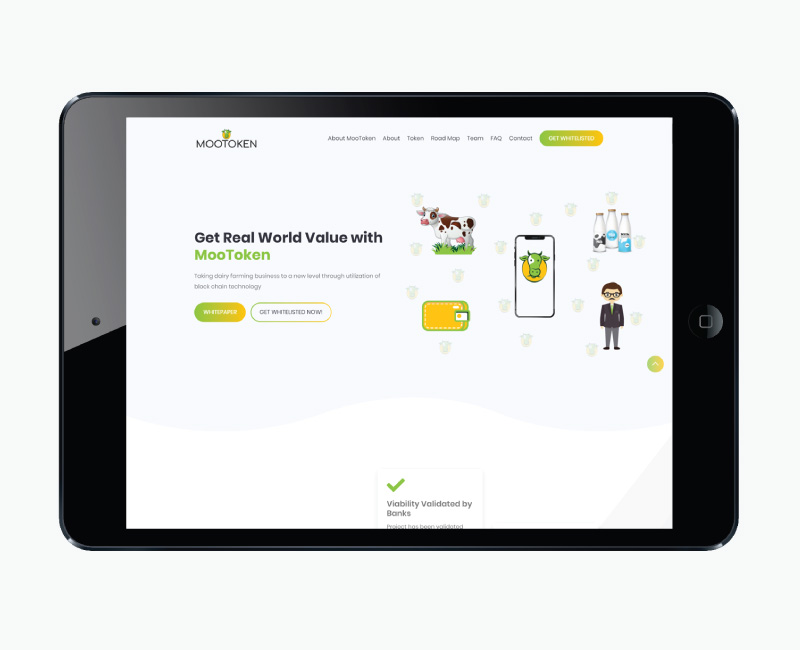 MOOTOKEN
About MooToken About Token Road Map Team FAQ Contact GET WHITELISTED
Get Real World Value with
MooToken
Taking dairy farming business to a new level through utilization of
block chain technology
WHITEPAPER GET WHITELISTED NOW!
Viability Validated by
Banks
Project has been validated